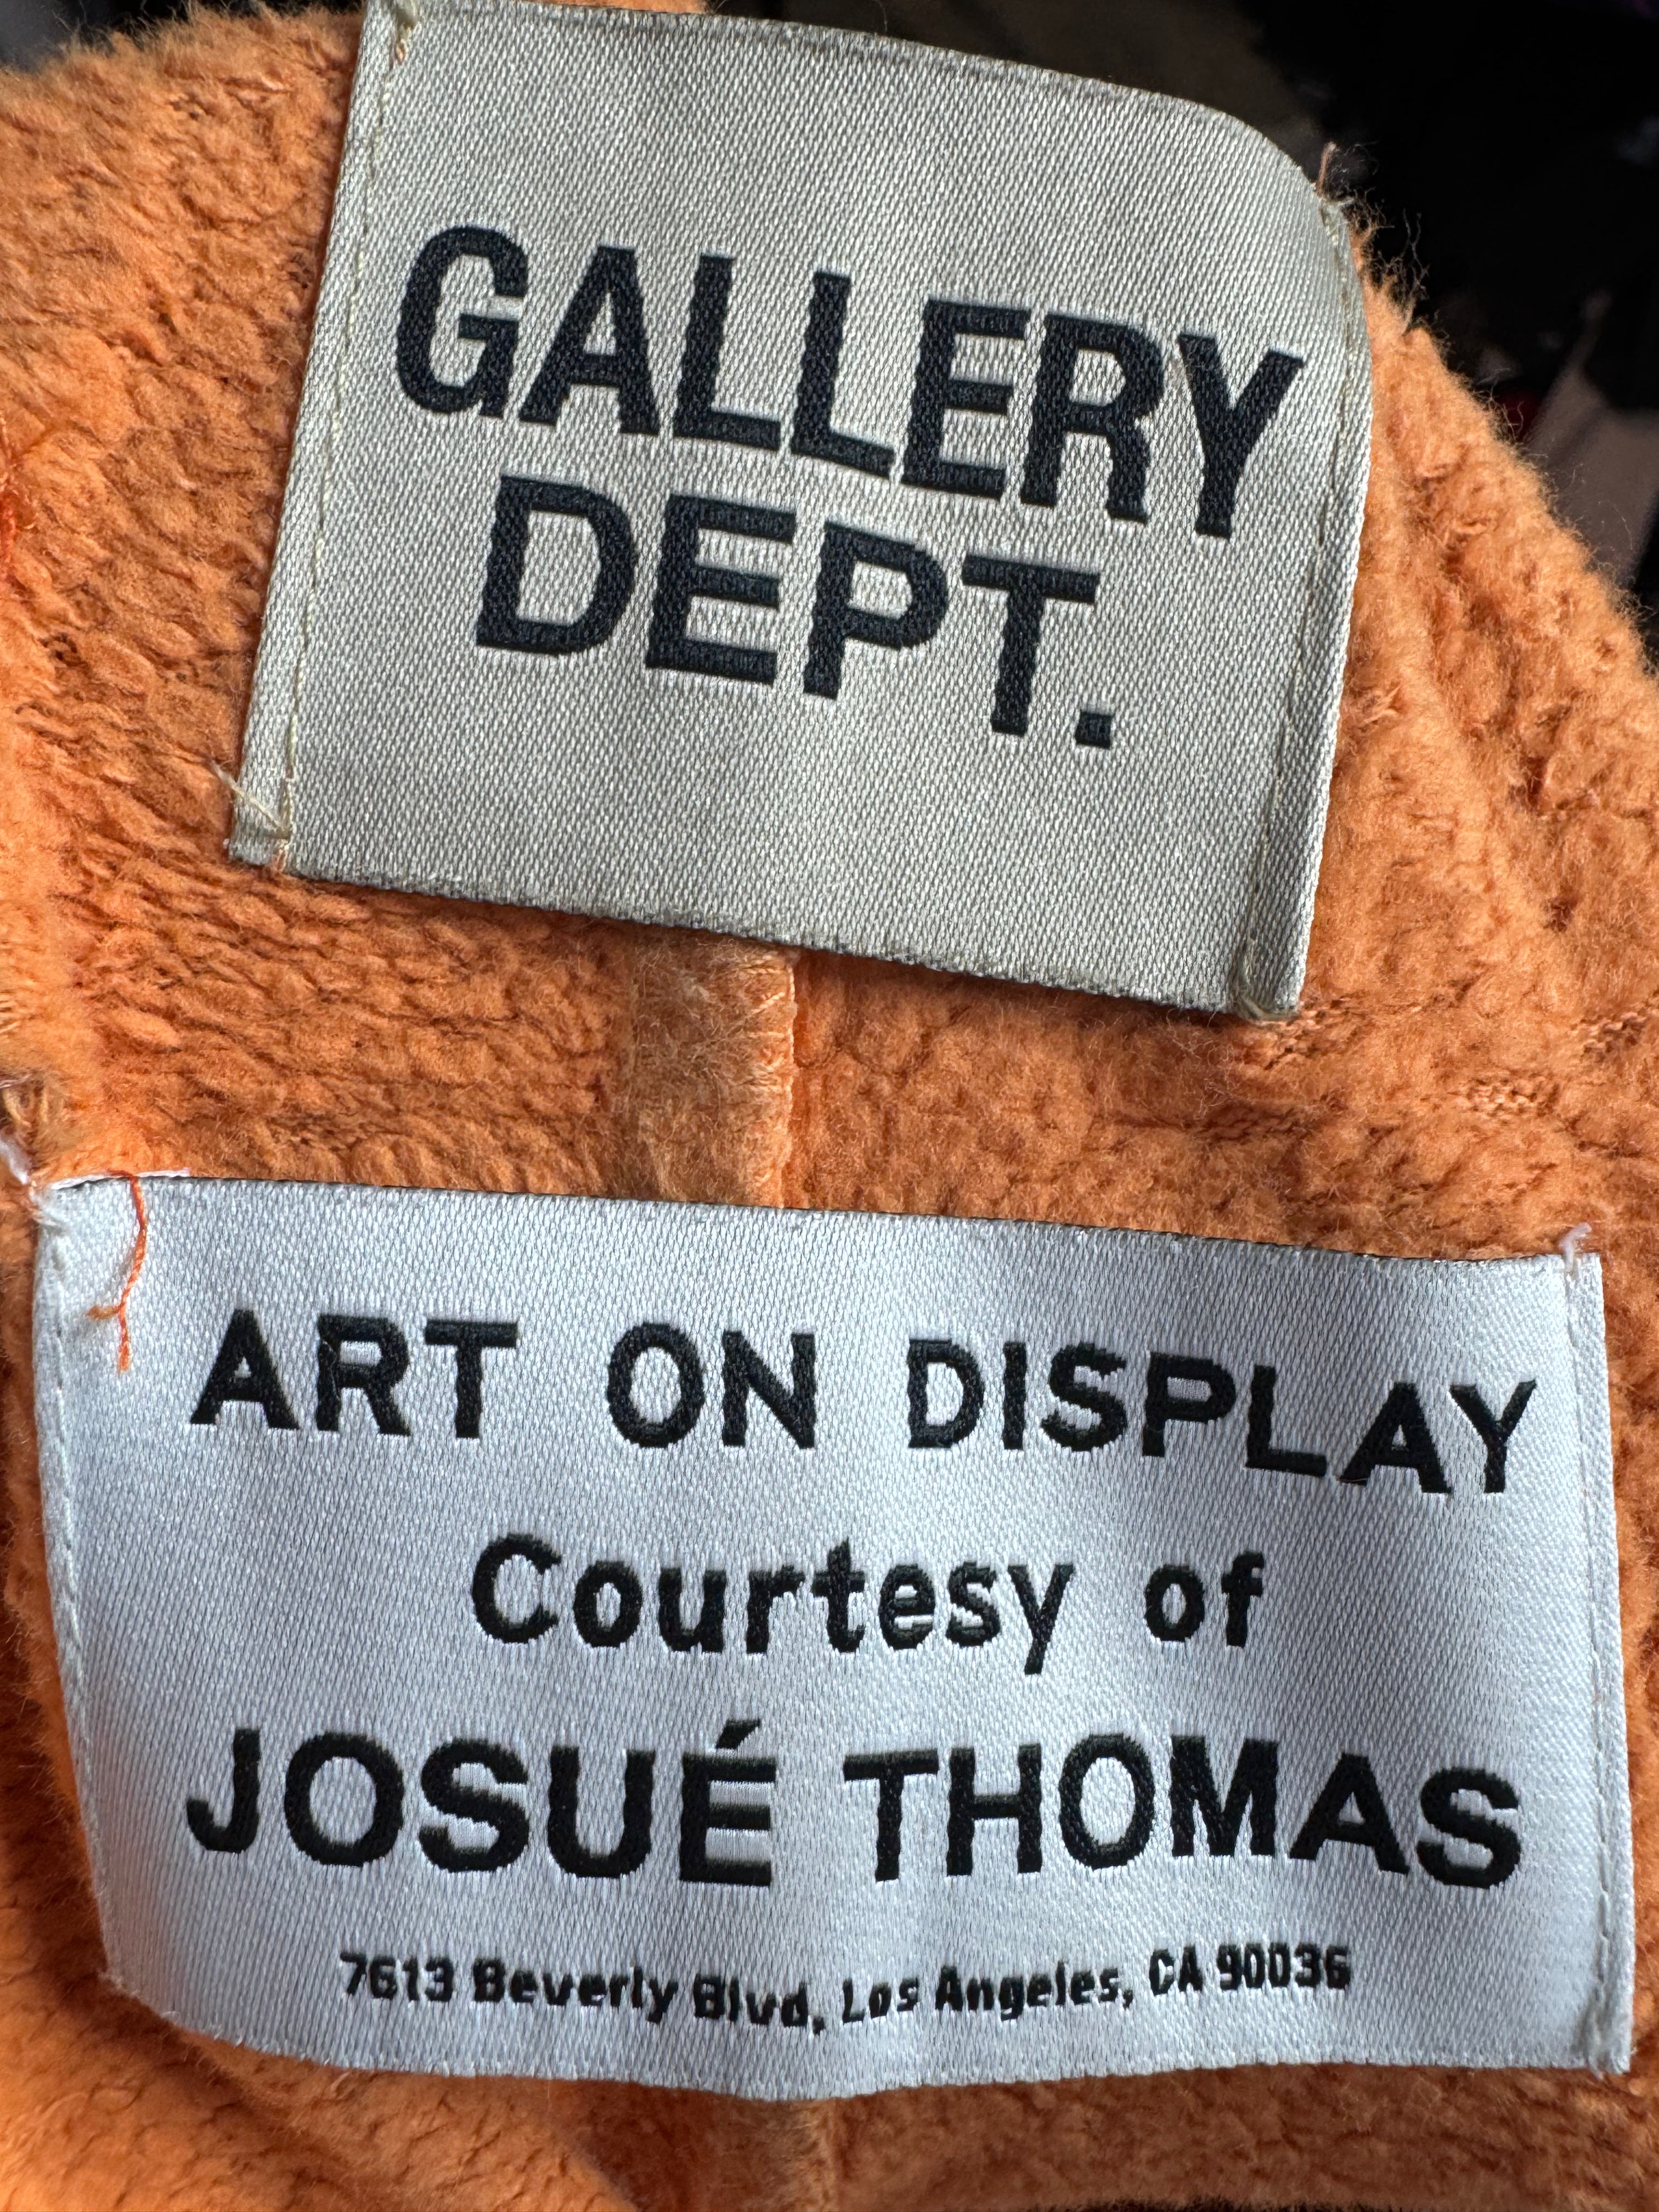 GALLERY
DEPT.
ART ON DISPLAY
Courtesy of
JOSUÉ THOMAS
7613 Beverly Blvd, Los Angeles, CA 90036